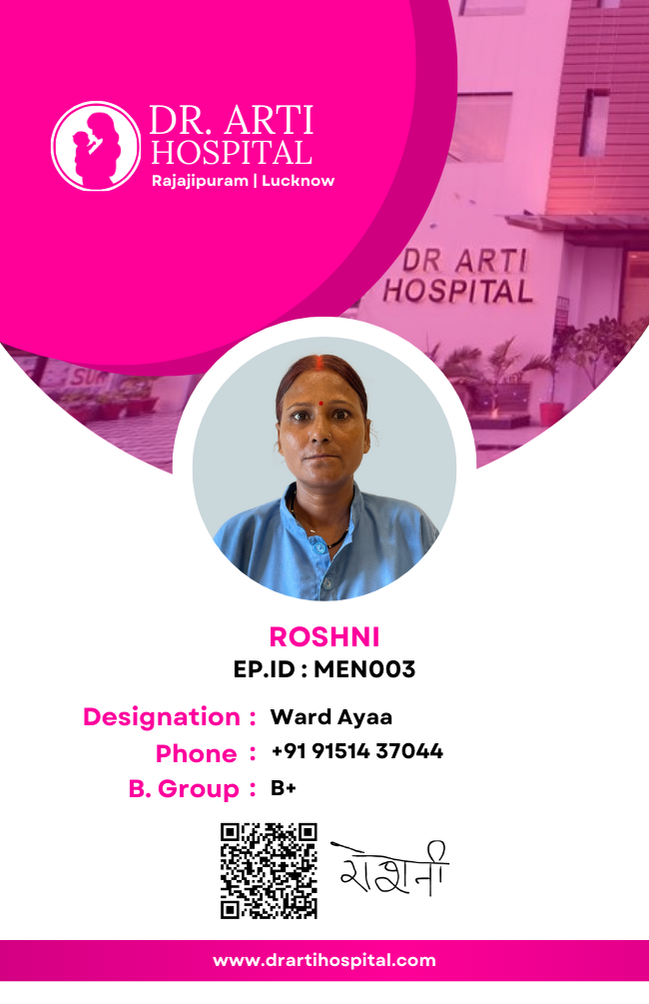 DR. ARTI
HOSPITAL
Rajajipuram | Lucknow
DR ARTI
HOSPITAL
SUR
ROSHNI
EP.ID : MEN003
Designation : Ward Ayaa
Phone : +91 91514 37044
B. Group : B+
रोशनी
www.drartihospital.com